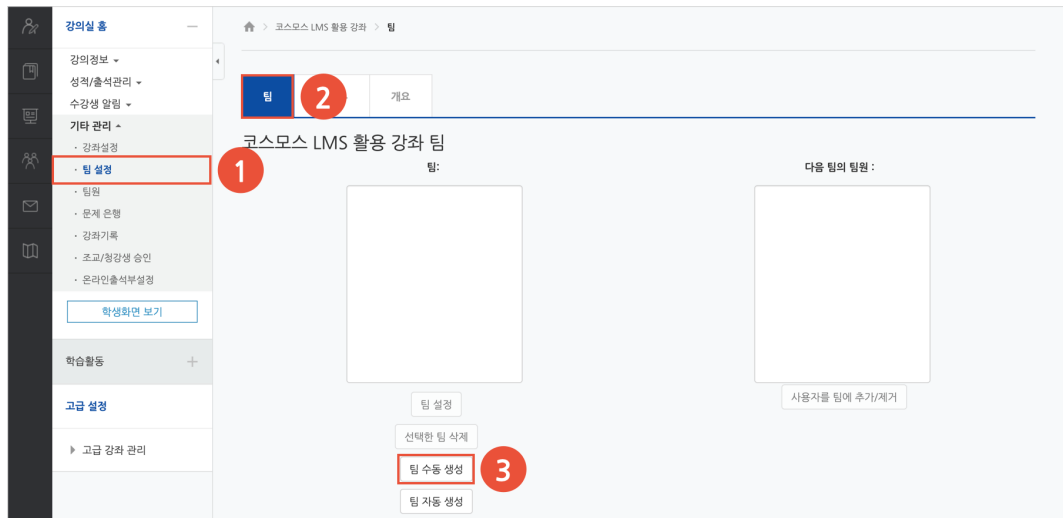 강의실 홈
코스모스 LMS 활용 강좌 > 팀
강의정보
성적/출석관리
수강생 알림
기타 관리
· 강좌설정
· 팀 설정
· 팀원
· 문제 은행
· 강좌기록
· 조교/청강생 승인
· 온라인출석부설정
학생화면 보기
학습활동
고급 설정
고급 강좌 관리
1
팀
2
개요
코스모스 LMS 활용 강좌 팀
팀:
다음 팀의 팀원 :
팀 설정
사용자를 팀에 추가/제거
선택한 팀 삭제
팀 수동 생성
3
팀 자동 생성